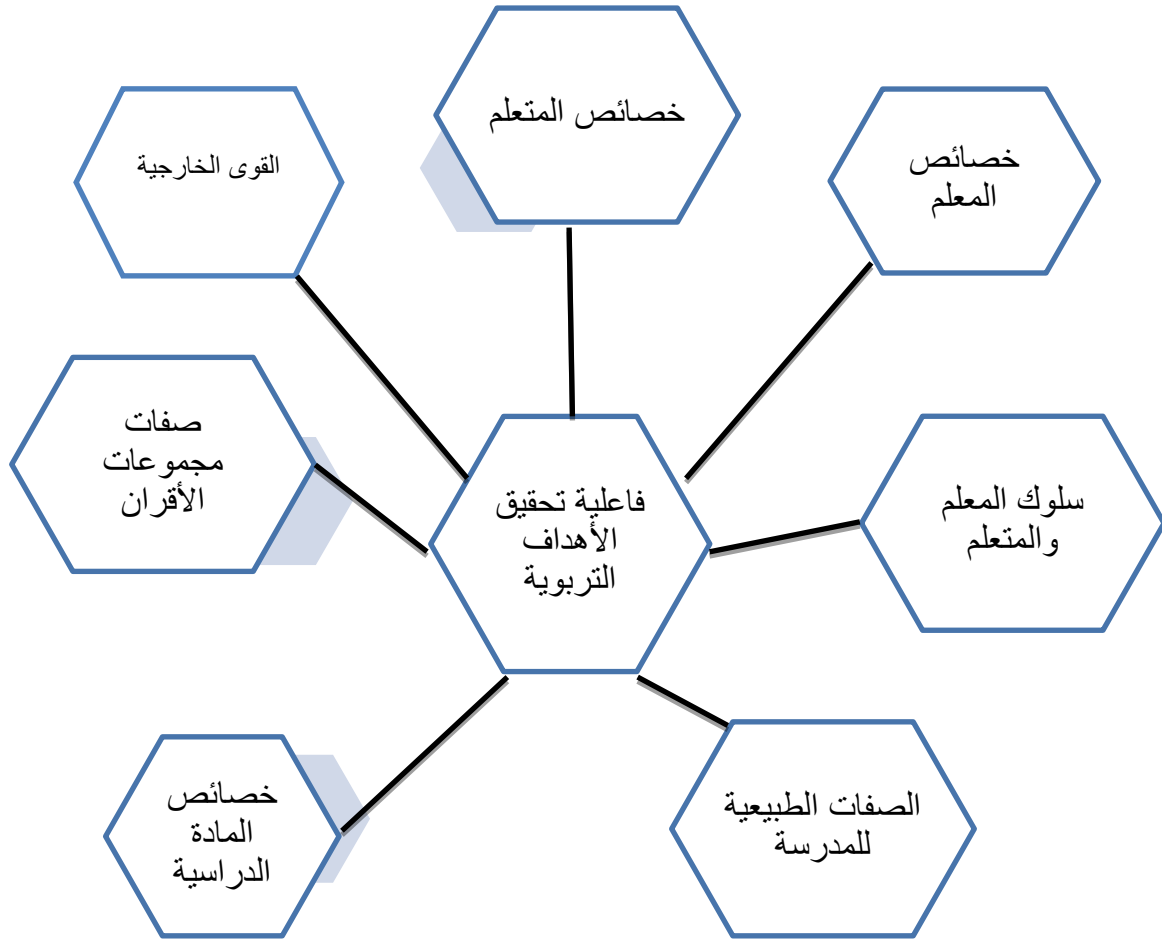 خصائص المتعلم
خصائص
المعلم
القوى الخارجية
صفات
مجموعات
الأقران
فاعلية تحقيق
الأهداف
التربوية
سلوك المعلم
والمتعلم
الصفات الطبيعية
للمدرسة
خصائص
المادة
الدراسية